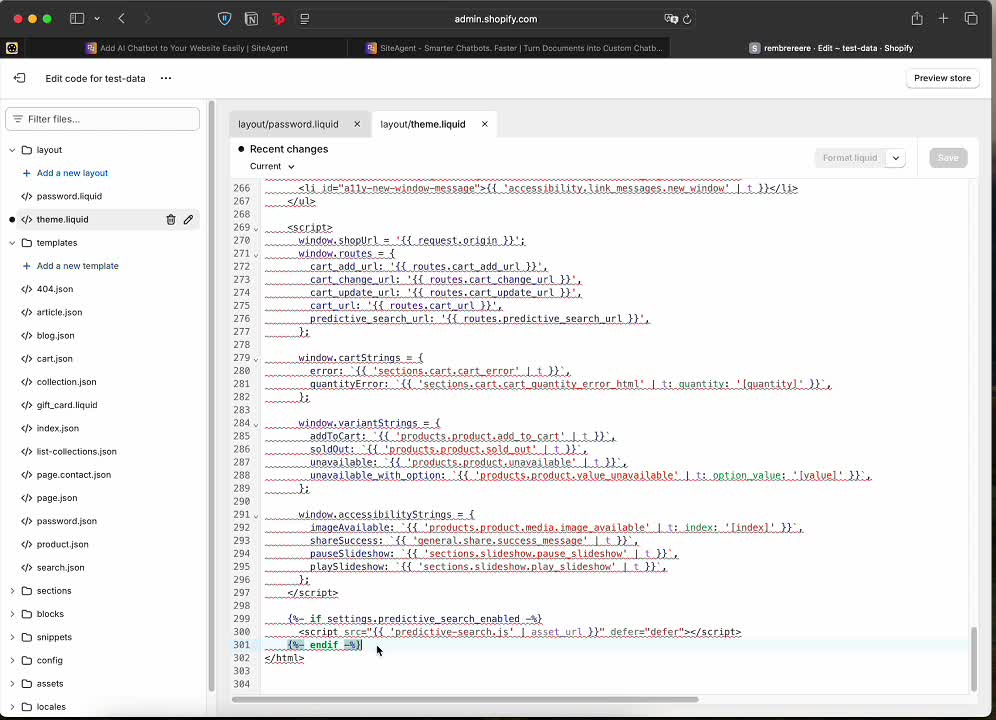 admin.shopify.com
Add AI Chatbot to Your Website Easily | SiteAgent
SiteAgent - Smarter Chatbots. Faster | Turn Documents Into Custom Chatb...
S rembrereere · Edit ~ test-data · Shopify
Edit code for test-data
Preview store
Filter files...
layout/password.liquid
layout/theme.liquid
Recent changes
Current
Format liquid
Save
layout
Add a new layout
password.liquid
theme.liquid
templates
Add a new template
404.json
article.json
blog.json
cart.json
collection.json
gift_card.liquid
index.json
list-collections.json
page.contact.json
page.json
password.json
product.json
search.json
sections
blocks
snippets
config
assets
locales
266 <li id="a11y-new-window-message">{{ 'accessibility.link_messages.new_window' | t }}</li>
267 </ul>
268
269 <script>
270 window.shopUrl = '{{ request.origin }}';
271 window.routes = {
272 cart_add_url: '{{ routes.cart_add_url }}',
273 cart_change_url: '{{ routes.cart_change_url }}',
274 cart_update_url: '{{ routes.cart_update_url }}',
275 cart_url: '{{ routes.cart_url }}',
276 predictive_search_url: '{{ routes.predictive_search_url }}',
277 };
278
279 window.cartStrings = {
280 error: `{{ 'sections.cart.cart_error' | t }}`,
281 quantityError: `{{ 'sections.cart.cart_quantity_error_html' | t: quantity: '[quantity]' }}`,
282 };
283
284 window.variantStrings = {
285 addToCart: `{{ 'products.product.add_to_cart' | t }}`,
286 soldOut: `{{ 'products.product.sold_out' | t }}`,
287 unavailable: `{{ 'products.product.unavailable' | t }}`,
288 unavailable_with_option: `{{ 'products.product.value_unavailable' | t: option_value: '[value]' }}`,
289 };
290
291 window.accessibilityStrings = {
292 imageAvailable: `{{ 'products.product.media.image_available' | t: index: '[index]' }}`,
293 shareSuccess: `{{ 'general.share.success_message' | t }}`,
294 pauseSlideshow: `{{ 'sections.slideshow.pause_slideshow' | t }}`,
295 playSlideshow: `{{ 'sections.slideshow.play_slideshow' | t }}`,
296 };
297 </script>
298
299 {%- if settings.predictive_search_enabled -%}
300 <script src="{{ 'predictive-search.js' | asset_url }}" defer="defer"></script>
301 {%- endif -%}
302 </html>
303
304